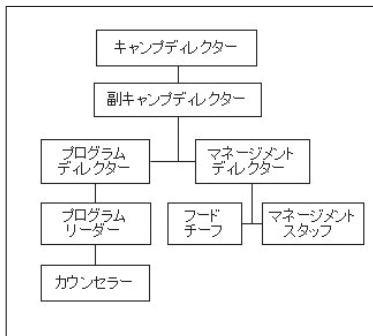 キャンプディレクター
副キャンプディレクター
プログラム
ディレクター
マネージメント
ディレクター
プログラム
リーダー
フード
チーフ
マネージメント
スタッフ
カウンセラー